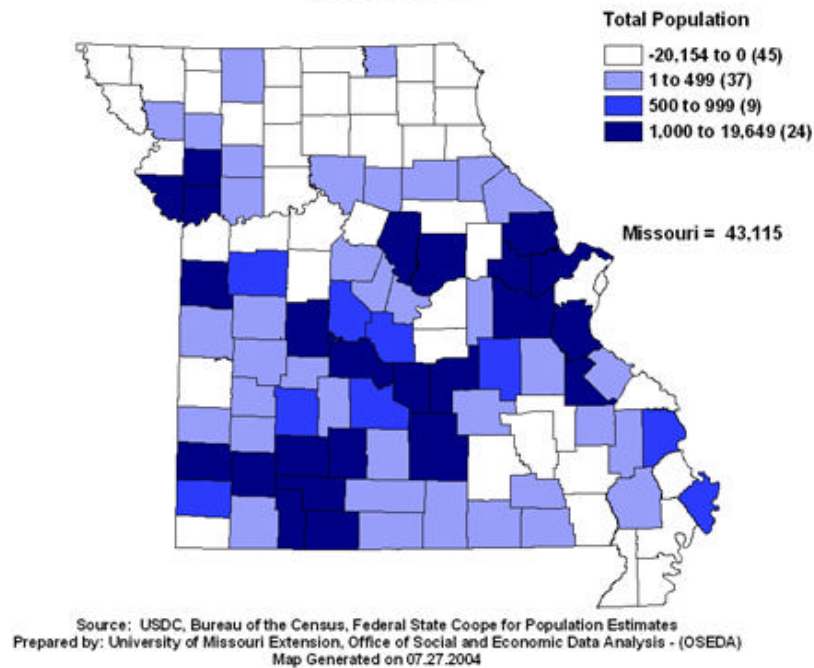 Total Population
-20,154 to 0 (45)
1 to 499 (37)
500 to 999 (9)
1,000 to 19,649 (24)
Missouri = 43,115
Source: USDC, Bureau of the Census, Federal State Coope for Population Estimates
Prepared by: University of Missouri Extension, Office of Social and Economic Data Analysis - (OSEDA)
Map Generated on 07.27.2004